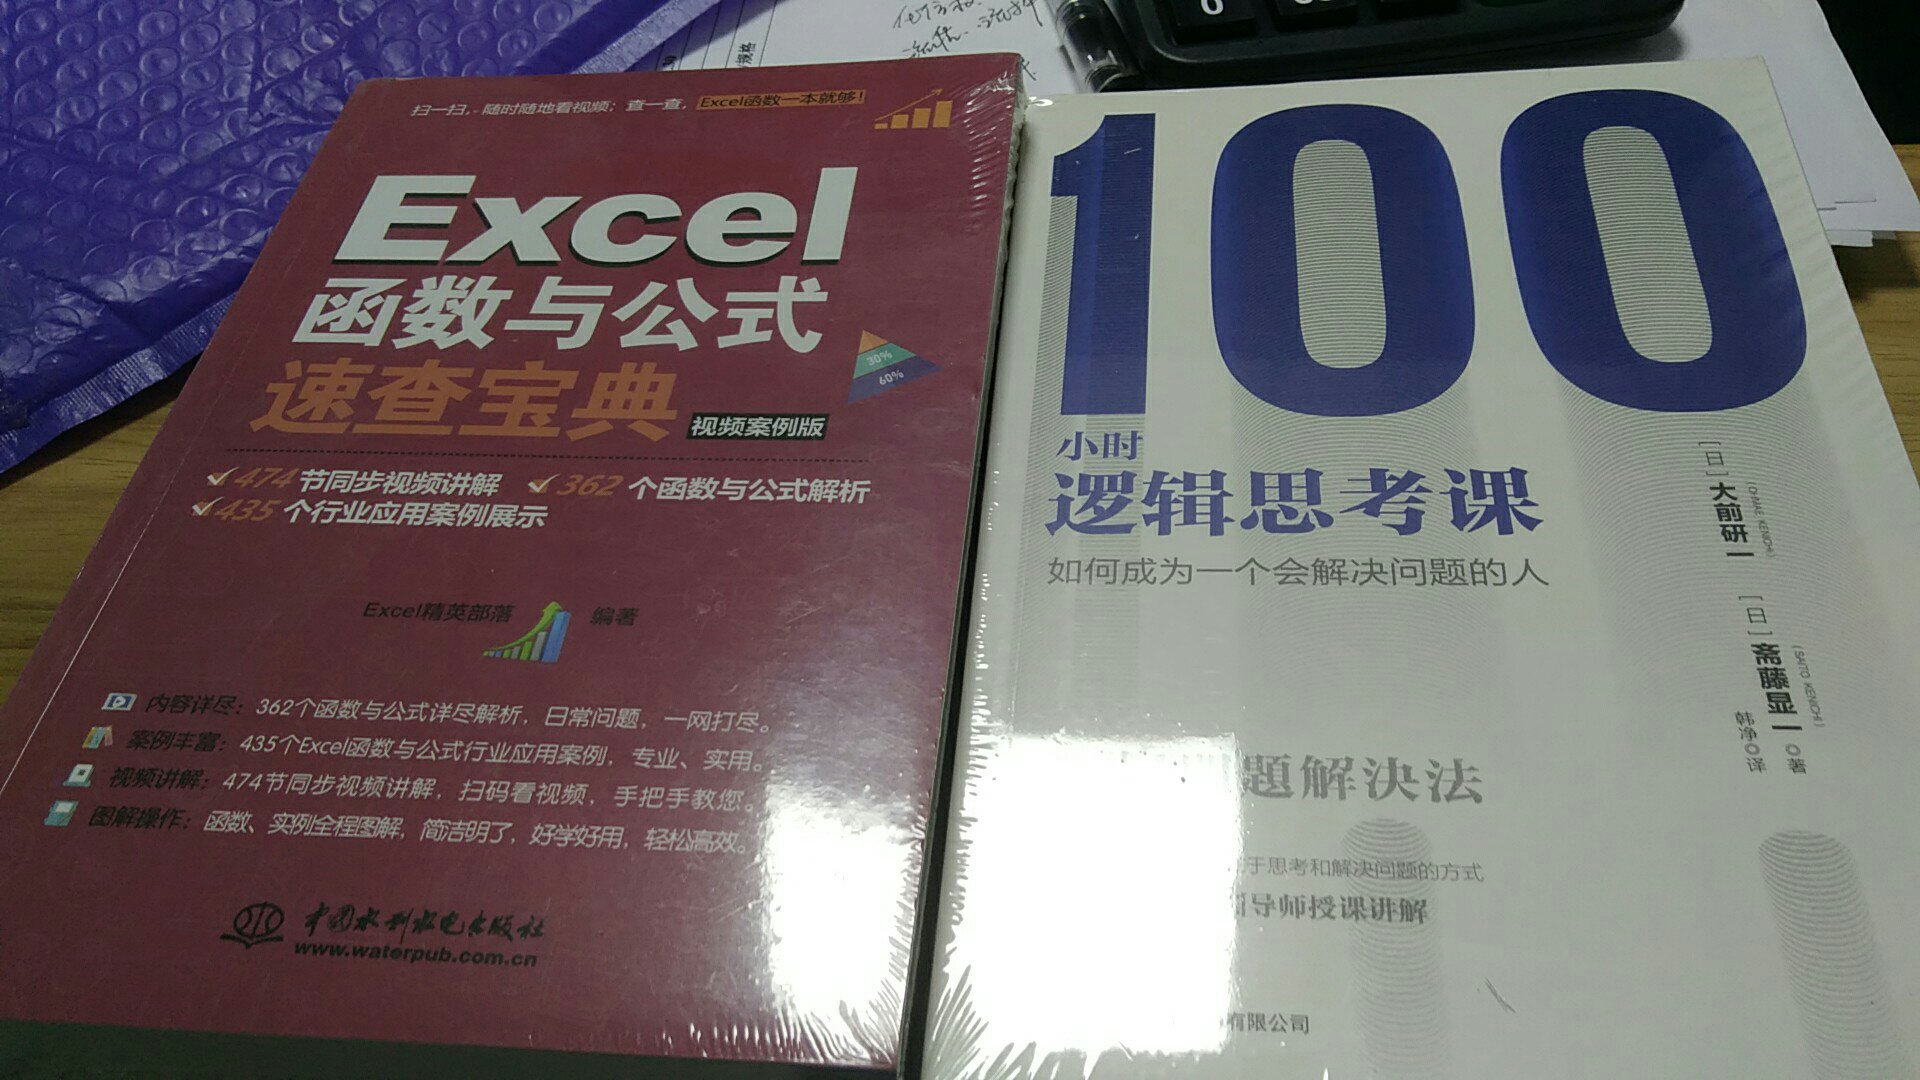 扫一扫，随时随地看视频；查一查，Excel函数一本就够！
Excel
函数与公式
速查宝典
视频案例版
30%
60%
474节同步视频讲解 362个函数与公式解析
435个行业应用案例展示
Excel精英部落 编著
内容详尽：362个函数与公式详尽解析，日常问题，一网打尽。
案例丰富：435个Excel函数与公式行业应用案例，专业、实用。
视频讲解：474节同步视频讲解，扫码看视频，手把手教您。
图解操作：函数、实例全程图解，简洁明了，好学好用，轻松高效。
中国水利水电出版社
www.waterpub.com.cn
100
小时
逻辑思考课
如何成为一个会解决问题的人
[日]大前研一
(OHMAE KENICHI)
[日]斋藤显一 ◎著
(SAITO KENICHI)
韩净◎译
题解决法
于思考和解决问题的方式
导师授课讲解
有限公司
规格
0